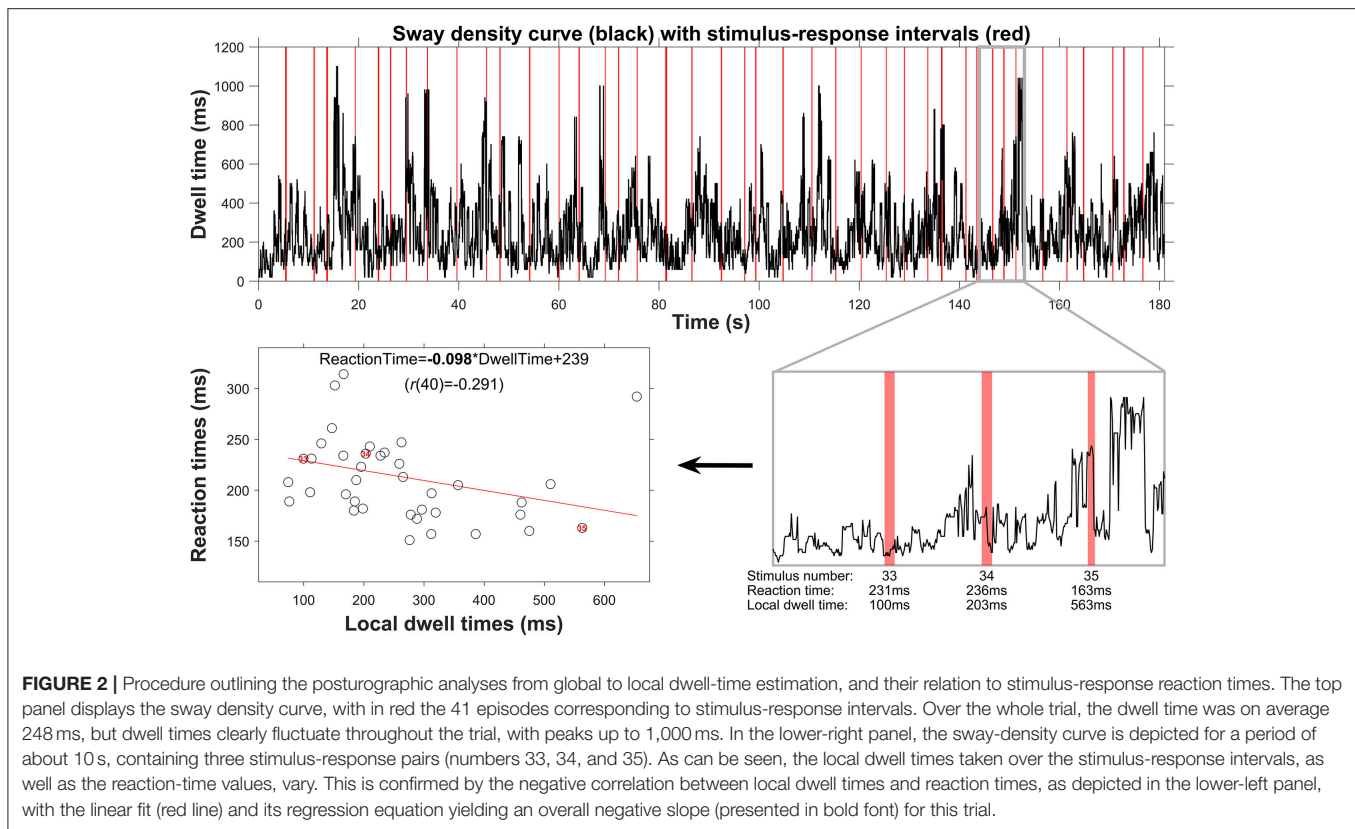 Sway density curve (black) with stimulus-response intervals (red)
1200
1000
800
600
400
200
0
Dwell time (ms)
0 20 40 60 80 100 120 140 160 180
Time (s)
ReactionTime=-0.098*DwellTime+239
(r(40)=-0.291)
300
250
200
150
Reaction times (ms)
33
34
35
100 200 300 400 500 600
Local dwell times (ms)
Stimulus number: 33 34 35
Reaction time: 231ms 236ms 163ms
Local dwell time: 100ms 203ms 563ms
FIGURE 2 | Procedure outlining the posturographic analyses from global to local dwell-time estimation, and their relation to stimulus-response reaction times. The top
panel displays the sway density curve, with in red the 41 episodes corresponding to stimulus-response intervals. Over the whole trial, the dwell time was on average
248 ms, but dwell times clearly fluctuate throughout the trial, with peaks up to 1,000 ms. In the lower-right panel, the sway-density curve is depicted for a period of
about 10 s, containing three stimulus-response pairs (numbers 33, 34, and 35). As can be seen, the local dwell times taken over the stimulus-response intervals, as
well as the reaction-time values, vary. This is confirmed by the negative correlation between local dwell times and reaction times, as depicted in the lower-left panel,
with the linear fit (red line) and its regression equation yielding an overall negative slope (presented in bold font) for this trial.